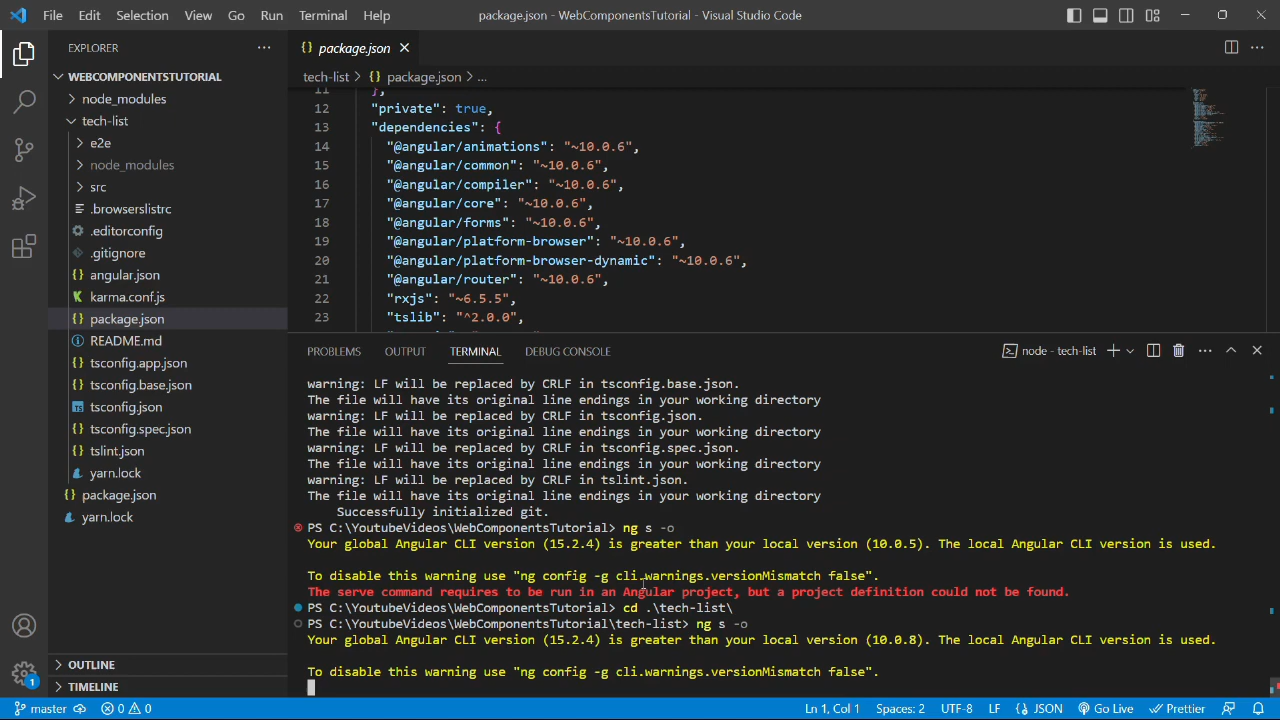 File Edit Selection View Go Run Terminal Help package.json - WebComponentsTutorial - Visual Studio Code
EXPLORER
WEBCOMPONENTSTUTORIAL
node_modules
tech-list
e2e
node_modules
src
.browserslistrc
.editorconfig
.gitignore
angular.json
karma.conf.js
package.json
README.md
tsconfig.app.json
tsconfig.base.json
tsconfig.json
tsconfig.spec.json
tslint.json
yarn.lock
package.json
yarn.lock
OUTLINE
TIMELINE
{} package.json
tech-list > {} package.json > ...
11 },
12 "private": true,
13 "dependencies": {
14 "@angular/animations": "~10.0.6",
15 "@angular/common": "~10.0.6",
16 "@angular/compiler": "~10.0.6",
17 "@angular/core": "~10.0.6",
18 "@angular/forms": "~10.0.6",
19 "@angular/platform-browser": "~10.0.6",
20 "@angular/platform-browser-dynamic": "~10.0.6",
21 "@angular/router": "~10.0.6",
22 "rxjs": "~6.5.5",
23 "tslib": "^2.0.0",
PROBLEMS OUTPUT TERMINAL DEBUG CONSOLE node - tech-list
warning: LF will be replaced by CRLF in tsconfig.base.json.
The file will have its original line endings in your working directory
warning: LF will be replaced by CRLF in tsconfig.json.
The file will have its original line endings in your working directory
warning: LF will be replaced by CRLF in tsconfig.spec.json.
The file will have its original line endings in your working directory
warning: LF will be replaced by CRLF in tslint.json.
The file will have its original line endings in your working directory
Successfully initialized git.
PS C:\YoutubeVideos\WebComponentsTutorial> ng s -o
Your global Angular CLI version (15.2.4) is greater than your local version (10.0.5). The local Angular CLI version is used.
To disable this warning use "ng config -g cli.warnings.versionMismatch false".
The serve command requires to be run in an Angular project, but a project definition could not be found.
PS C:\YoutubeVideos\WebComponentsTutorial> cd .\tech-list\
PS C:\YoutubeVideos\WebComponentsTutorial\tech-list> ng s -o
Your global Angular CLI version (15.2.4) is greater than your local version (10.0.8). The local Angular CLI version is used.
To disable this warning use "ng config -g cli.warnings.versionMismatch false".
1
master 0 0 Ln 1, Col 1 Spaces: 2 UTF-8 LF {} JSON Go Live Prettier